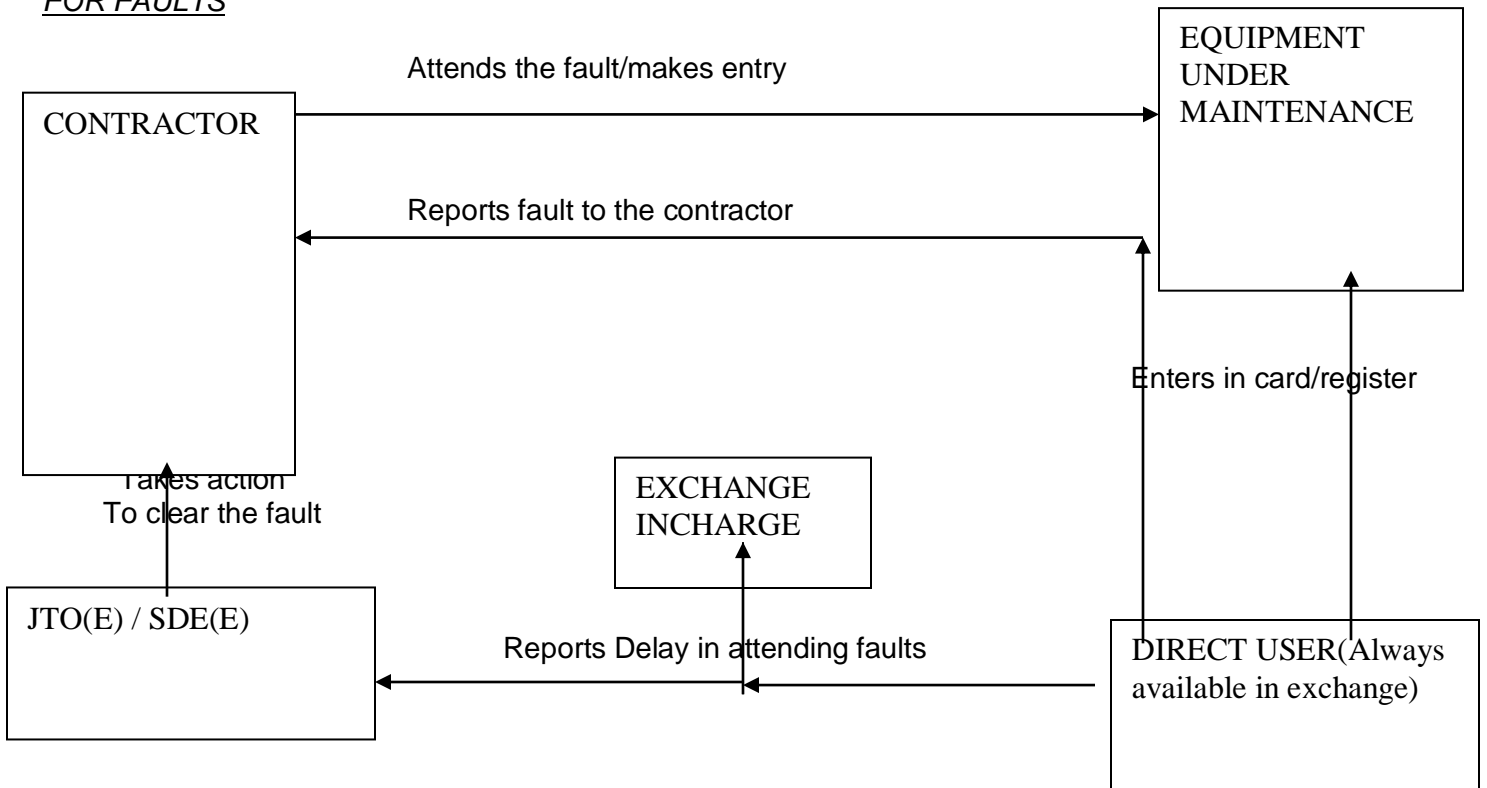 FOR FAULTS
EQUIPMENT
UNDER
MAINTENANCE
Attends the fault/makes entry
CONTRACTOR
Reports fault to the contractor
Enters in card/register
Takes action
To clear the fault
EXCHANGE
INCHARGE
JTO(E) / SDE(E)
Reports Delay in attending faults
DIRECT USER(Always
available in exchange)